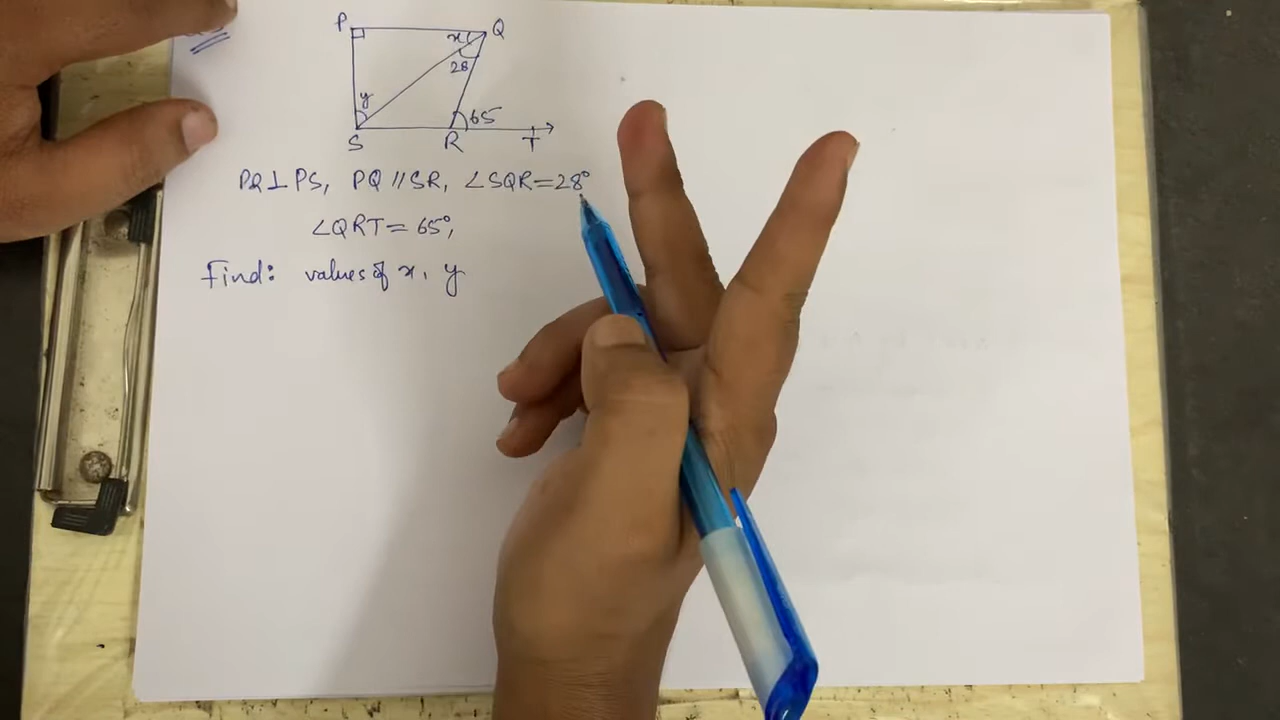 P
Q
x
28
y
65
S
R
T
PQ⊥PS, PQ//SR, ∠SQR=28°
∠QRT=65°,
Find: values of x, y